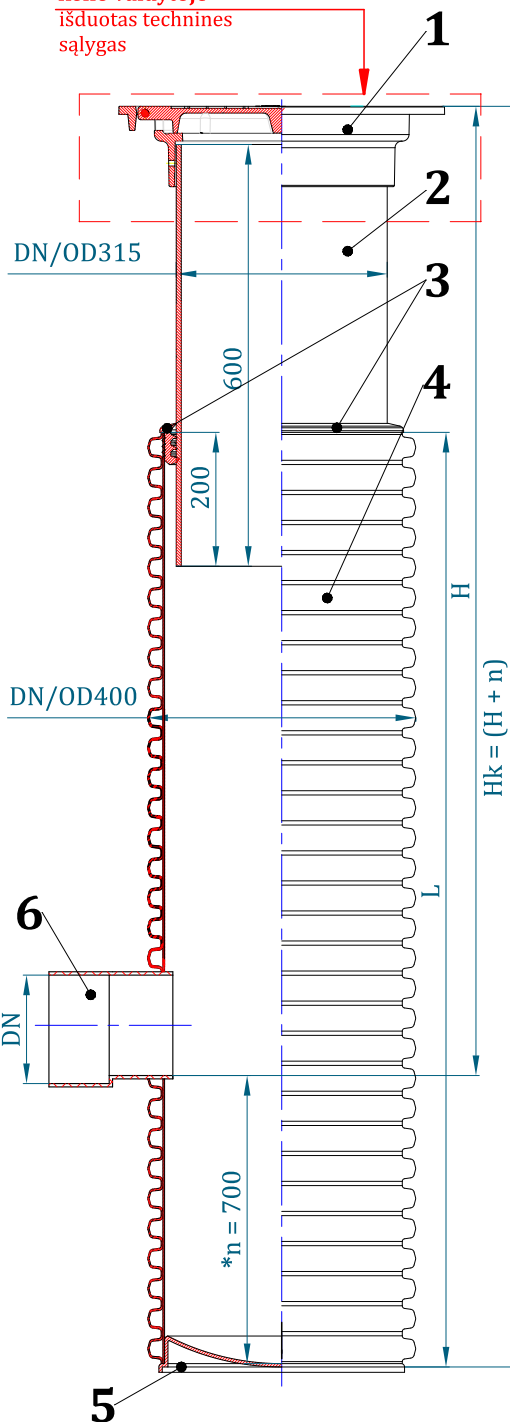 išduotas technines
sąlygas
1
2
DN/OD315
3
600
4
200
H
DN/OD400
Hk = (H + n)
L
6
DN
*n = 700
5